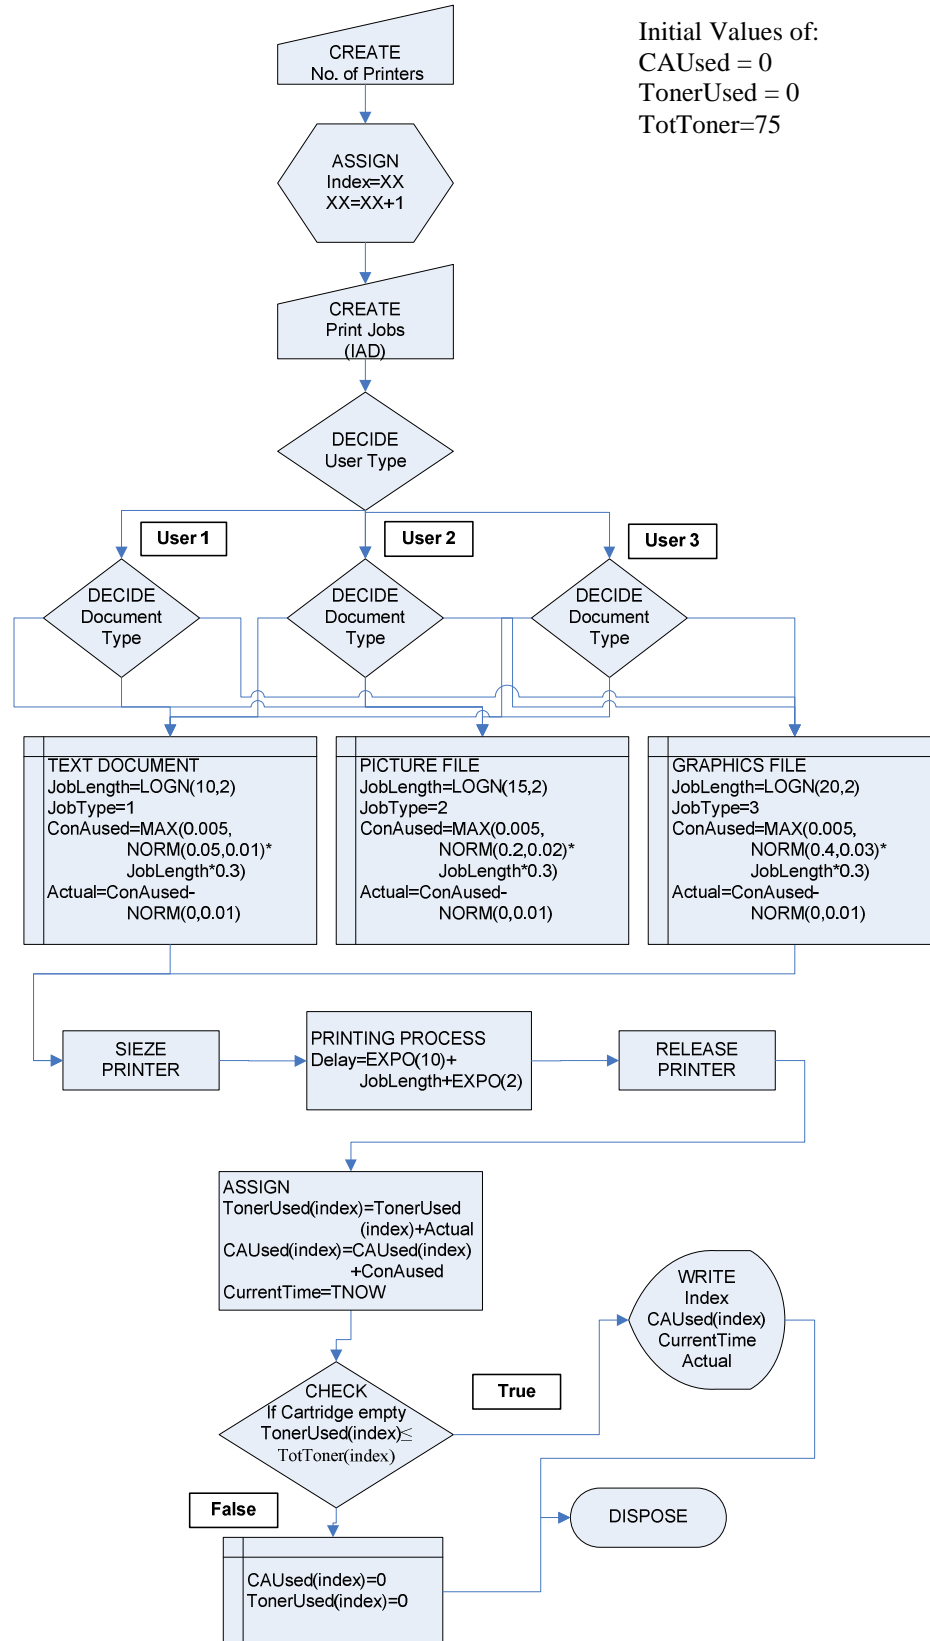 Initial Values of:
CAUsed = 0
TonerUsed = 0
TotToner=75
CREATE
No. of Printers
ASSIGN
Index=XX
XX=XX+1
CREATE
Print Jobs
(IAD)
DECIDE
User Type
User 1
User 2
User 3
DECIDE
Document
Type
DECIDE
Document
Type
DECIDE
Document
Type
TEXT DOCUMENT
JobLength=LOGN(10,2)
JobType=1
ConAused=MAX(0.005,
NORM(0.05,0.01)*
JobLength*0.3)
Actual=ConAused-
NORM(0,0.01)
PICTURE FILE
JobLength=LOGN(15,2)
JobType=2
ConAused=MAX(0.005,
NORM(0.2,0.02)*
JobLength*0.3)
Actual=ConAused-
NORM(0,0.01)
GRAPHICS FILE
JobLength=LOGN(20,2)
JobType=3
ConAused=MAX(0.005,
NORM(0.4,0.03)*
JobLength*0.3)
Actual=ConAused-
NORM(0,0.01)
SIEZE
PRINTER
PRINTING PROCESS
Delay=EXPO(10)+
JobLength+EXPO(2)
RELEASE
PRINTER
ASSIGN
TonerUsed(index)=TonerUsed
(index)+Actual
CAUsed(index)=CAUsed(index)
+ConAused
CurrentTime=TNOW
WRITE
Index
CAUsed(index)
CurrentTime
Actual
CHECK
If Cartridge empty
TonerUsed(index)≤
TotToner(index)
True
False
DISPOSE
CAUsed(index)=0
TonerUsed(index)=0